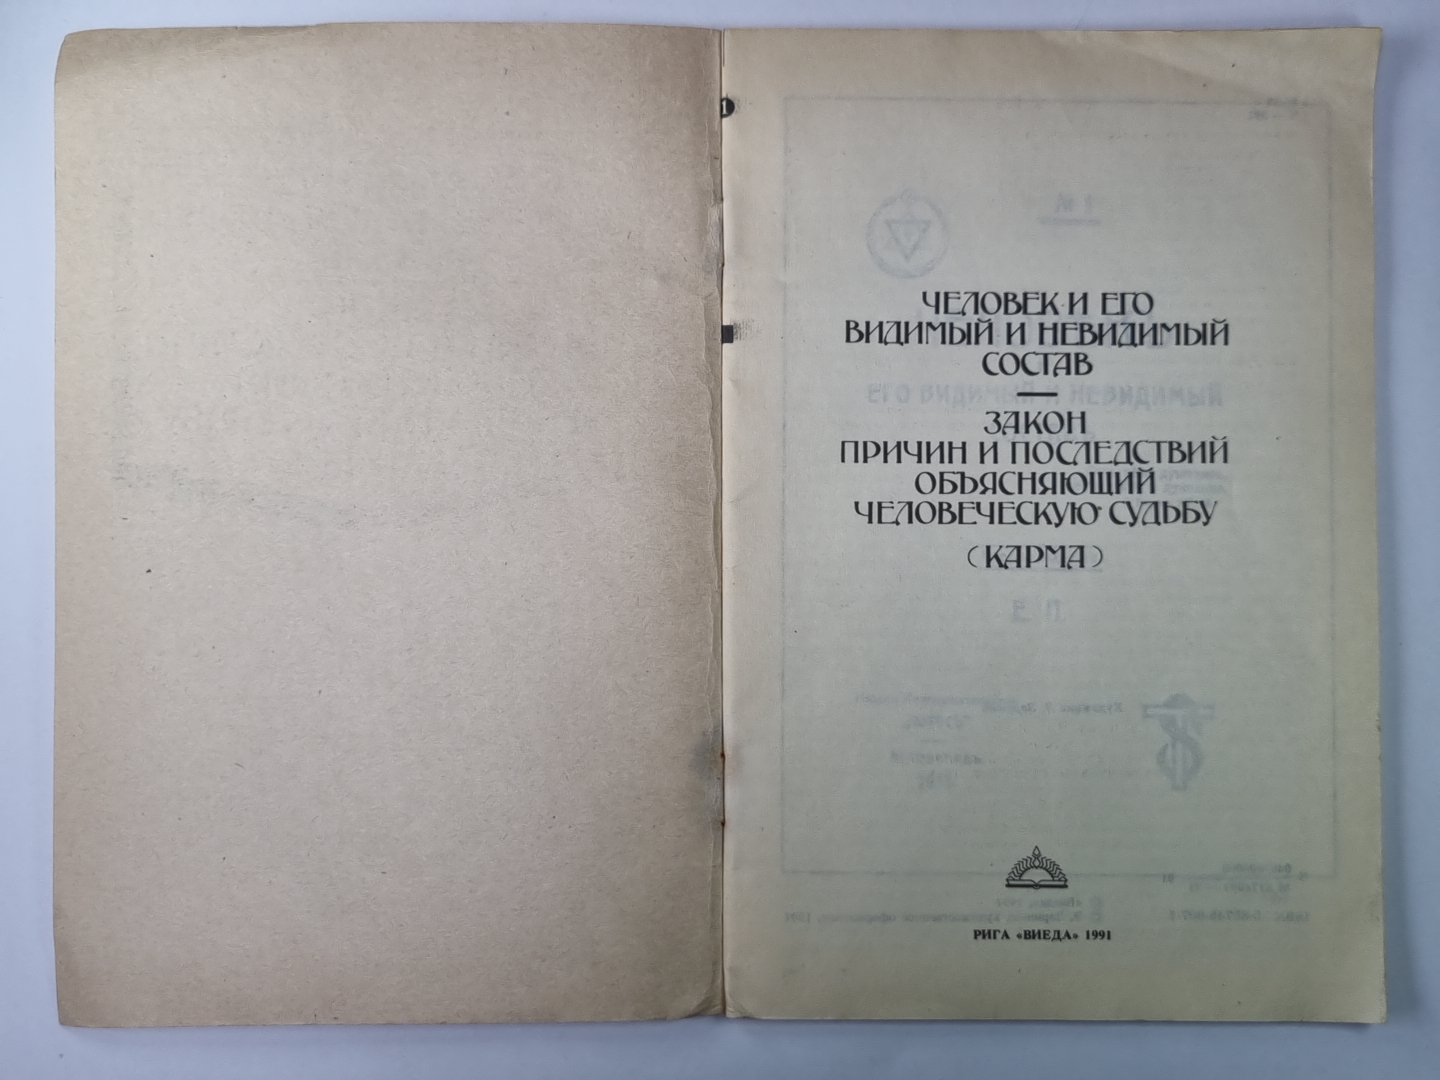 ЧЕЛОВЕК И ЕГО
ВИДИМЫЙ И НЕВИДИМЫЙ
СОСТАВ
ЗАКОН
ПРИЧИН И ПОСЛЕДСТВИЙ
ОБЪЯСНЯЮЩИЙ
ЧЕЛОВЕЧЕСКУЮ СУДЬБУ
(КАРМА)
РИГА «ВИЕДА» 1991